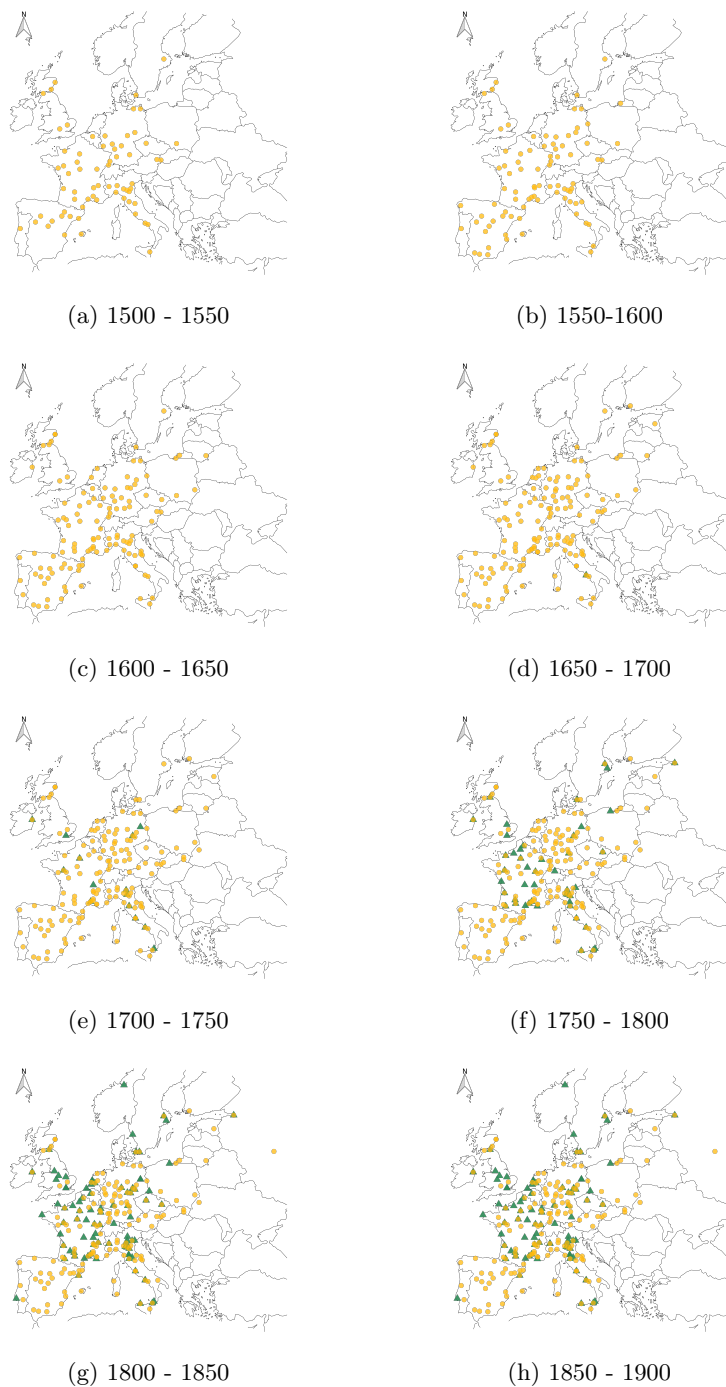 N
N
(a) 1500 - 1550
(b) 1550-1600
N
N
(c) 1600 - 1650
(d) 1650 - 1700
N
N
(e) 1700 - 1750
(f) 1750 - 1800
N
N
(g) 1800 - 1850
(h) 1850 - 1900